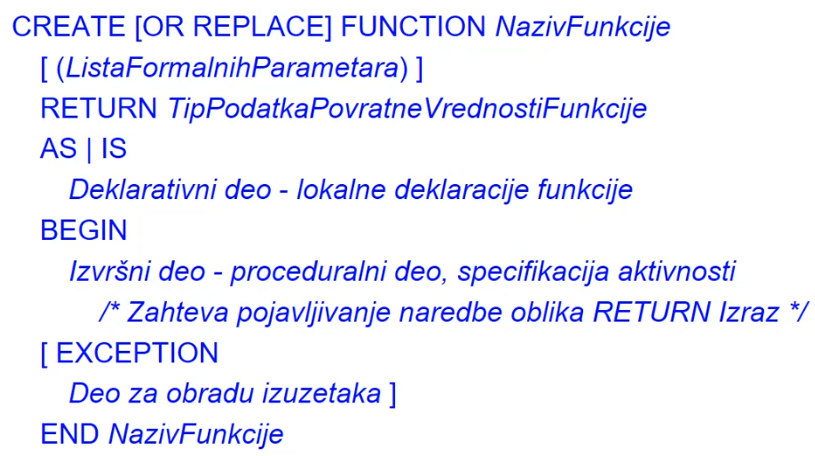 CREATE [OR REPLACE] FUNCTION NazivFunkcije
[ (ListaFormalnihParametara) ]
RETURN TipPodatkaPovratneVrednostiFunkcije
AS | IS
Deklarativni deo - lokalne deklaracije funkcije
BEGIN
Izvršni deo - proceduralni deo, specifikacija aktivnosti
/* Zahteva pojavljivanje naredbe oblika RETURN Izraz */
[ EXCEPTION
Deo za obradu izuzetaka ]
END NazivFunkcije